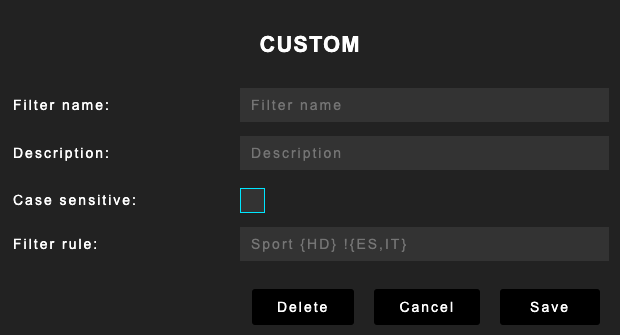 CUSTOM
Filter name: Filter name
Description: Description
Case sensitive:
Filter rule: Sport {HD} !{ES,IT}
Delete Cancel Save